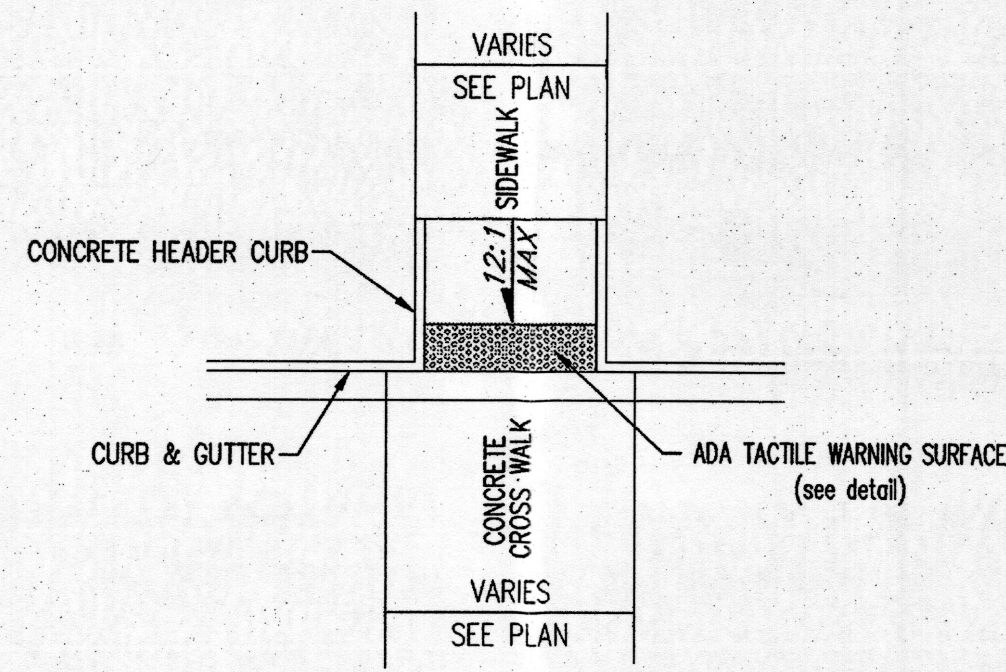 VARIES
SEE PLAN
SIDEWALK
12:1
MAX
CONCRETE HEADER CURB
CURB & GUTTER
ADA TACTILE WARNING SURFACE
(see detail)
CONCRETE
CROSS WALK
VARIES
SEE PLAN